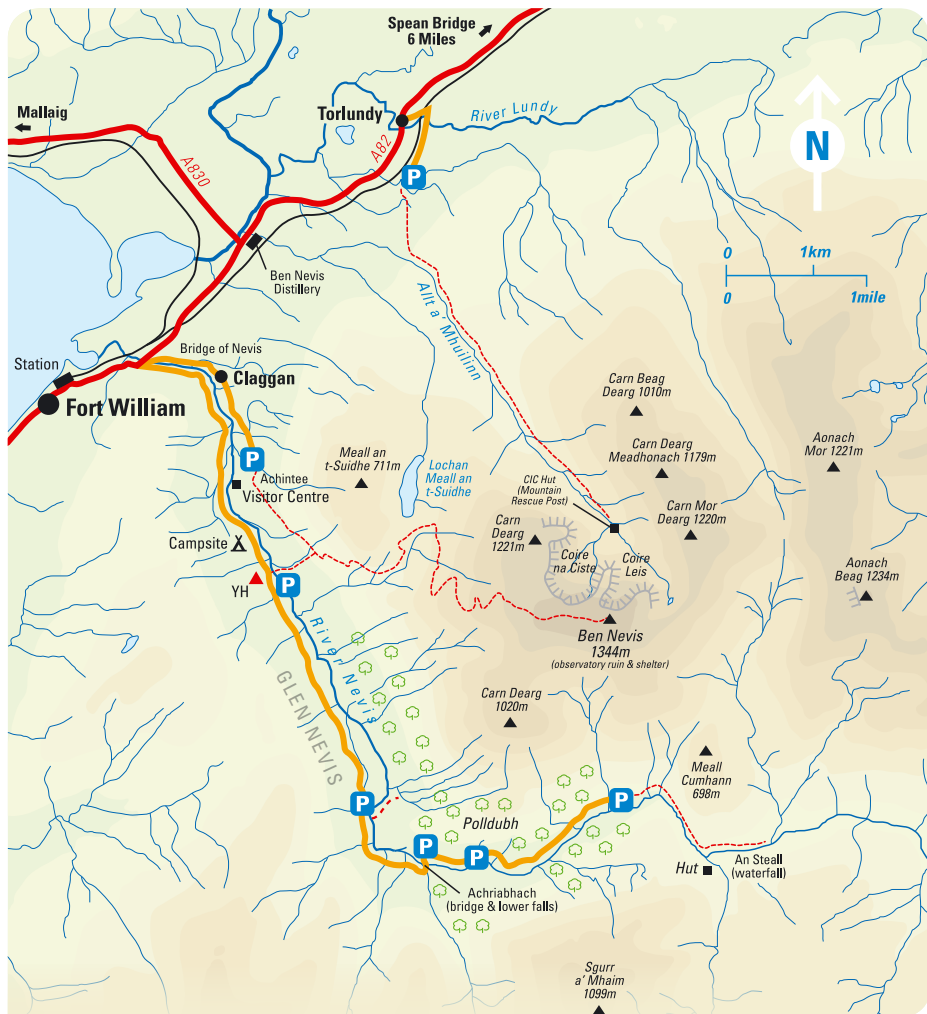 Spean Bridge
6 Miles
Mallaig
Torlundy
River Lundy
A82
P
N
A830
0
1km
0
1mile
Ben Nevis
Distillery
Allt a' Mhuilinn
Station
Bridge of Nevis
Claggan
Fort William
Carn Beag
Dearg 1010m
Carn Dearg
Meadhonach 1179m
Aonach
Mor 1221m
Meall an
t-Suidhe 711m
P
Achintee
Visitor Centre
Lochan
Meall an
t-Suidhe
CIC Hut
(Mountain
Rescue Post)
Carn Mor
Dearg 1220m
Carn
Dearg
1221m
Campsite
Coire
na Ciste
Coire
Leis
Aonach
Beag 1234m
YH
P
River Nevis
Ben Nevis
1344m
(observatory ruin & shelter)
GLEN NEVIS
Carn Dearg
1020m
Meall
Cumhann
698m
P
P
Polldubh
P
P
Hut
An Steall
(waterfall)
Achriabhach
(bridge & lower falls)
Sgurr
a' Mhaim
1099m